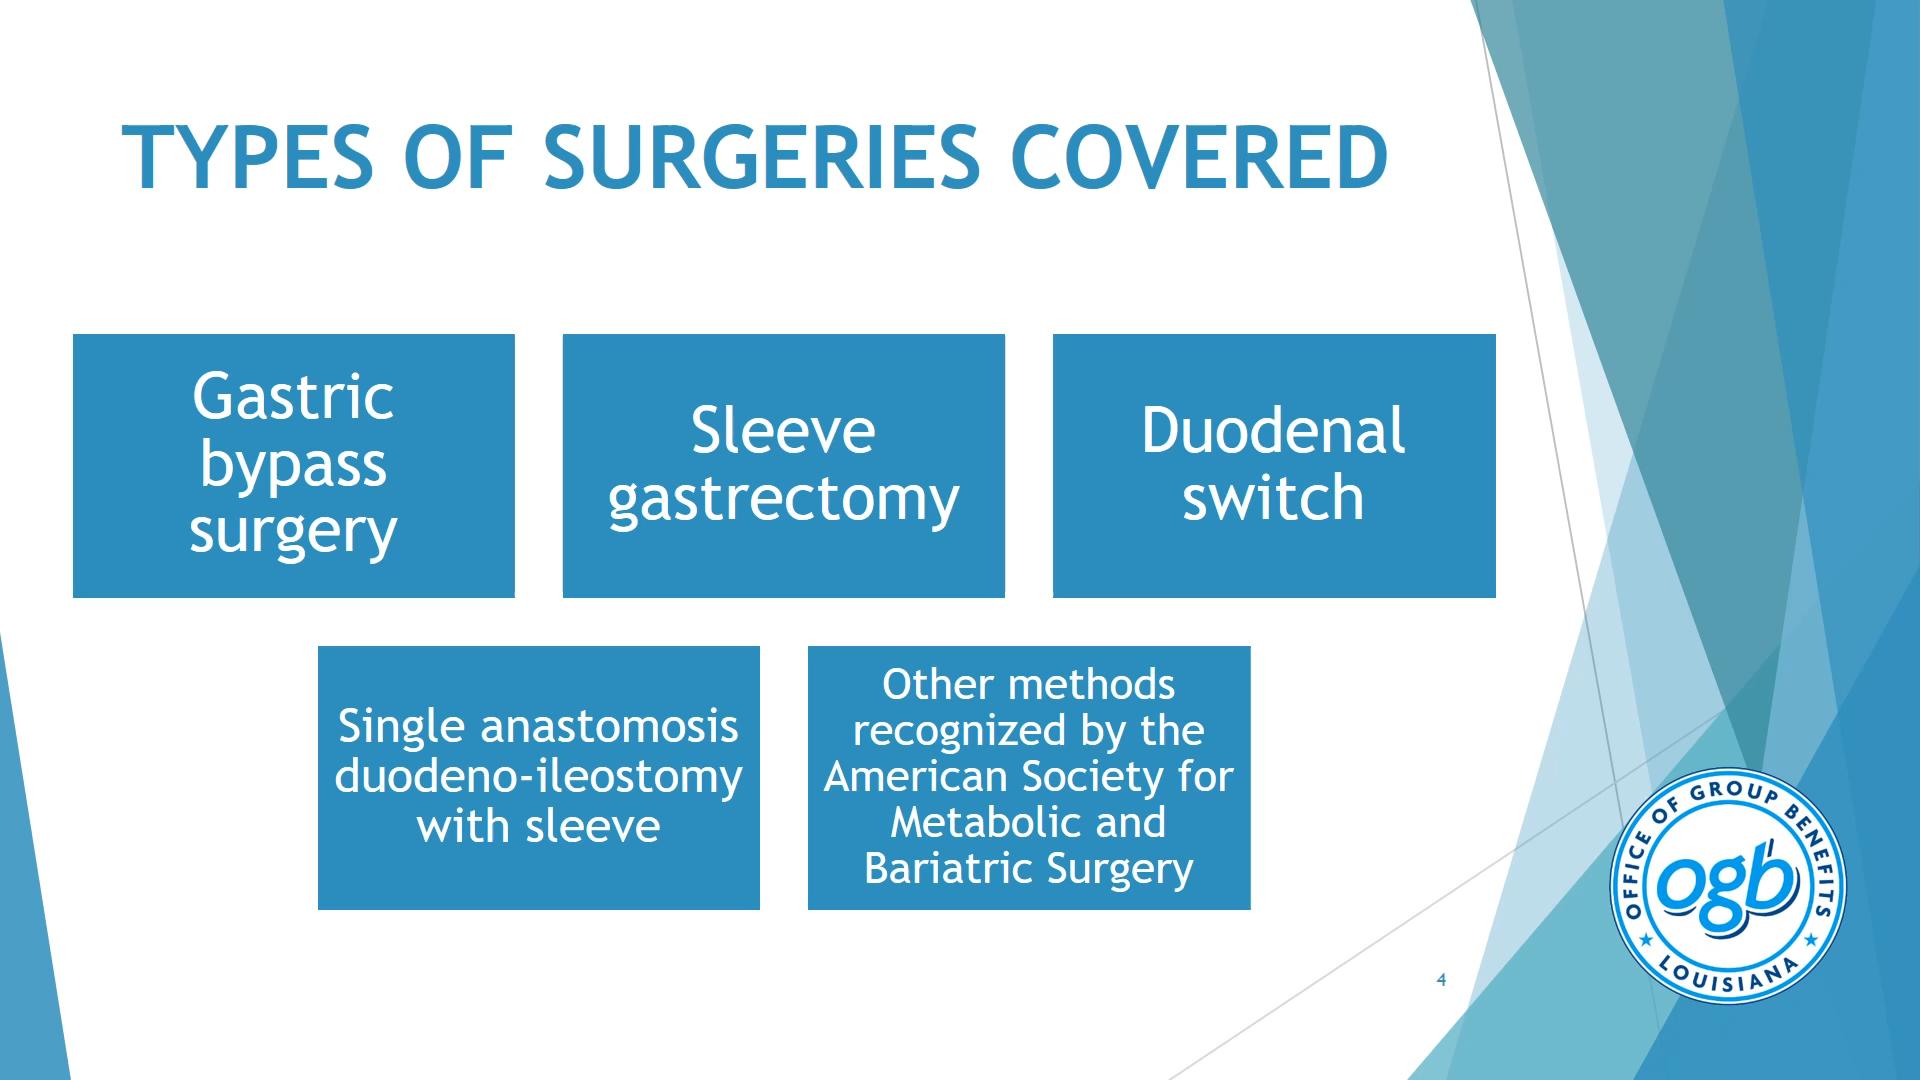 TYPES OF SURGERIES COVERED
Gastric
bypass
surgery
Sleeve
gastrectomy
Duodenal
switch
Single anastomosis
duodeno-ileostomy
with sleeve
Other methods
recognized by the
American Society for
Metabolic and
Bariatric Surgery
4
OFFICE OF GROUP BENEFITS
ogb
LOUISIANA